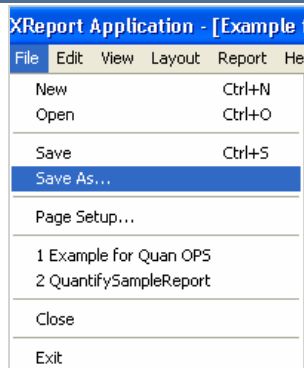 XReport Application - [Example
File Edit View Layout Report He
New Ctrl+N
Open Ctrl+O
Save Ctrl+S
Save As...
Page Setup...
1 Example for Quan OPS
2 QuantifySampleReport
Close
Exit